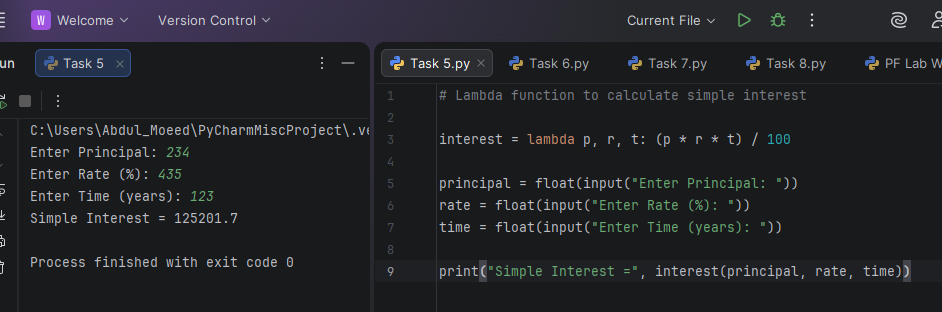 W Welcome Version Control Current File
un Task 5
Task 5.py Task 6.py Task 7.py Task 8.py PF Lab W
C:\Users\Abdul_Moeed\PyCharmMiscProject\.ve
Enter Principal: 234
Enter Rate (%): 435
Enter Time (years): 123
Simple Interest = 125201.7
Process finished with exit code 0
1 # Lambda function to calculate simple interest
2
3 interest = lambda p, r, t: (p * r * t) / 100
4
5 principal = float(input("Enter Principal: "))
6 rate = float(input("Enter Rate (%): "))
7 time = float(input("Enter Time (years): "))
8
9 print("Simple Interest =", interest(principal, rate, time))